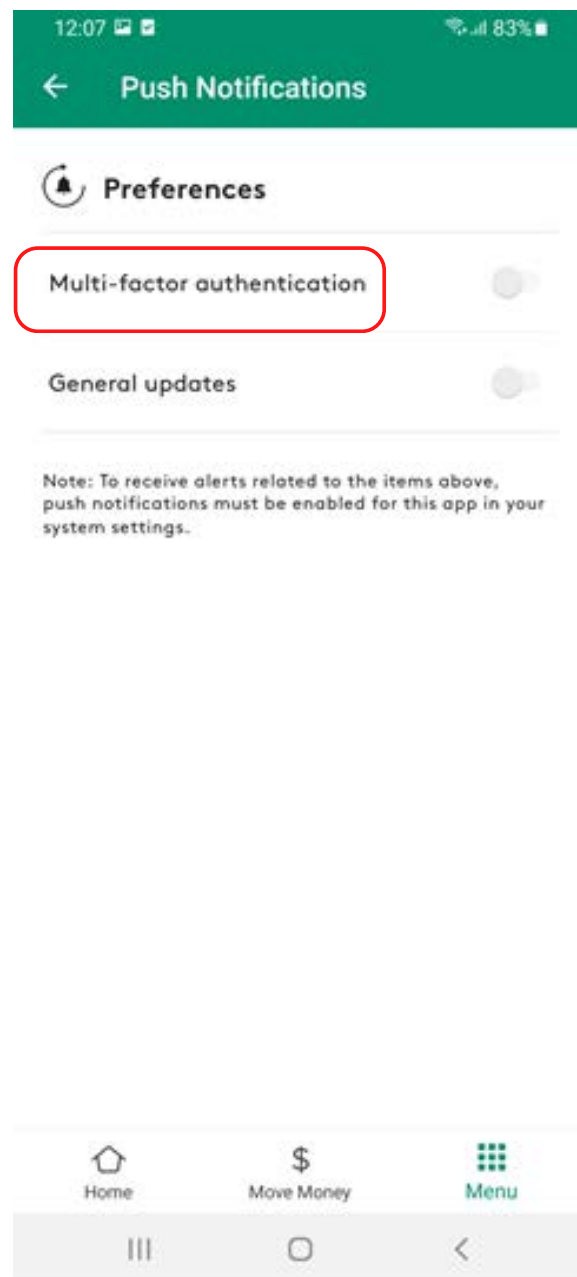 12:07 83%
Push Notifications
Preferences
Multi-factor authentication
General updates
Note: To receive alerts related to the items above,
push notifications must be enabled for this app in your
system settings.
Home Move Money Menu